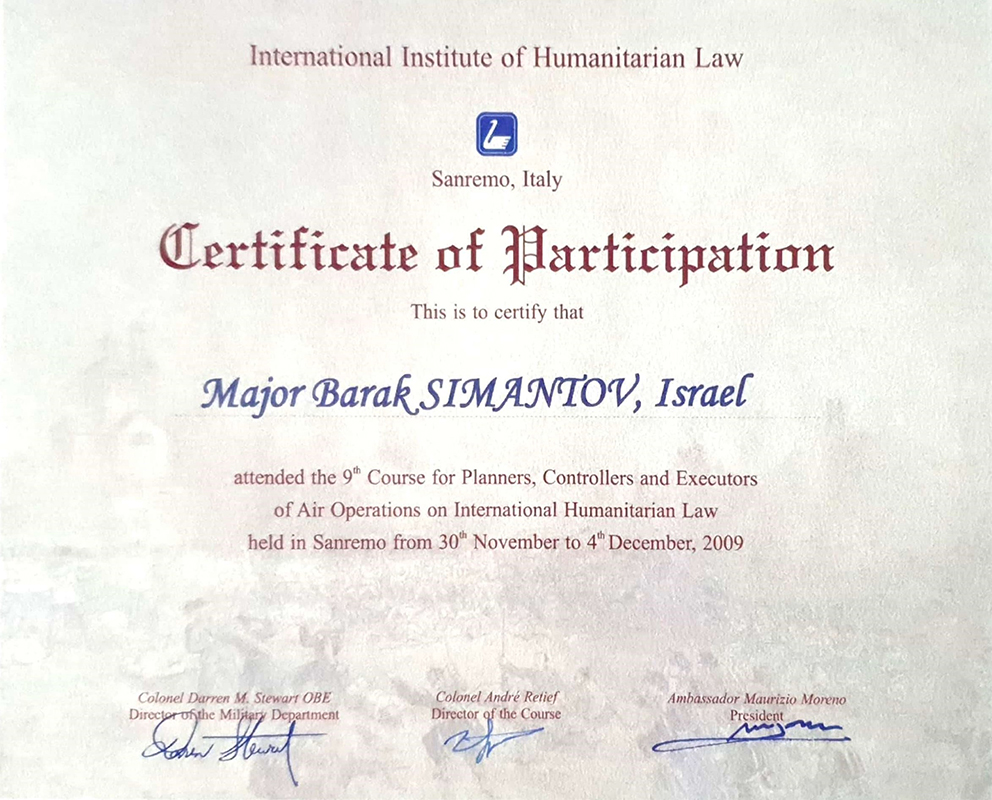 International Institute of Humanitarian Law
Sanremo, Italy
Certificate of Participation
This is to certify that
Major Barak SIMANTOV, Israel
attended the 9th Course for Planners, Controllers and Executors
of Air Operations on International Humanitarian Law
held in Sanremo from 30th November to 4th December, 2009
Colonel Darren M. Stewart OBE
Director of the Military Department
Darren Stewart
Colonel André Retief
Director of the Course
Ambassador Maurizio Moreno
President